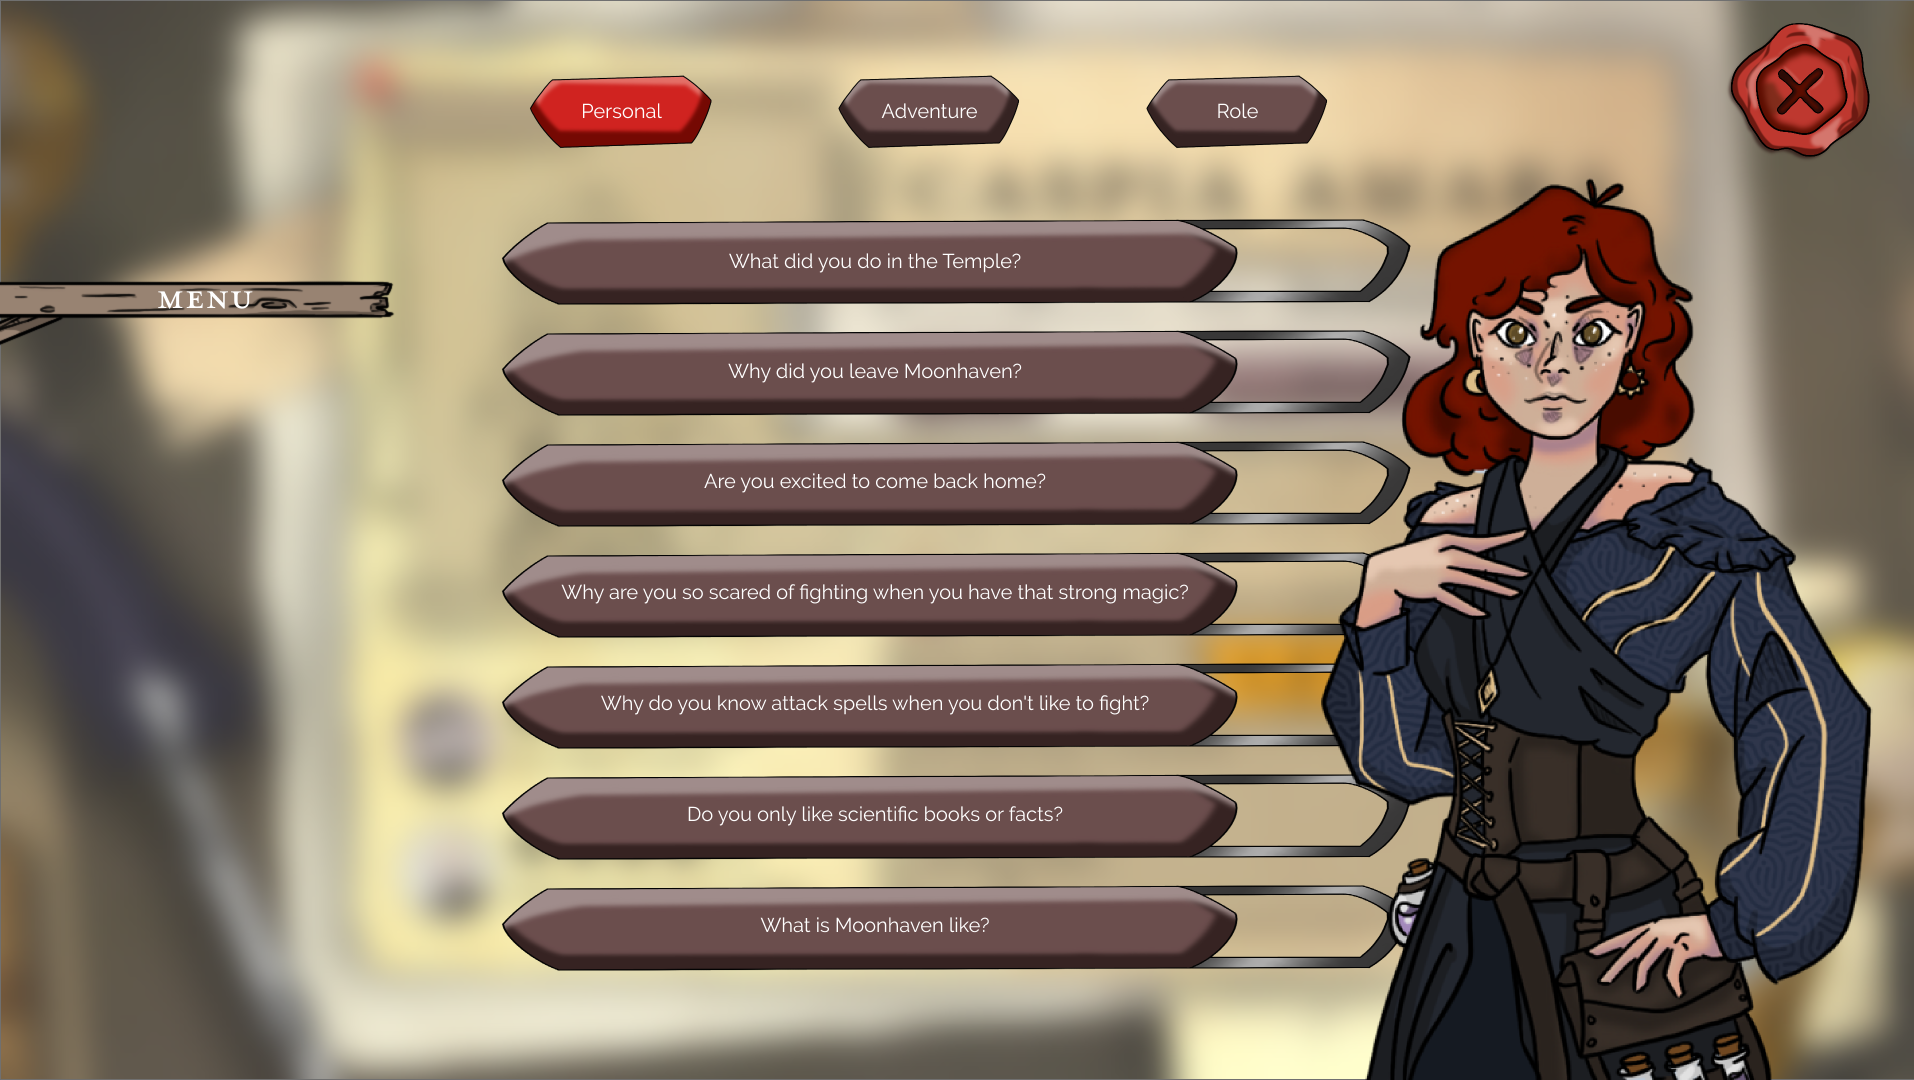 Personal
Adventure
Role
CASPIA AMARI
MENU
What did you do in the Temple?
Why did you leave Moonhaven?
Are you excited to come back home?
Why are you so scared of fighting when you have that strong magic?
Why do you know attack spells when you don't like to fight?
Do you only like scientific books or facts?
What is Moonhaven like?